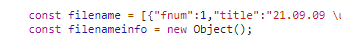 const filename = [{"fnum":1,"title":"21.09.09 \
const filenameinfo = new Object();